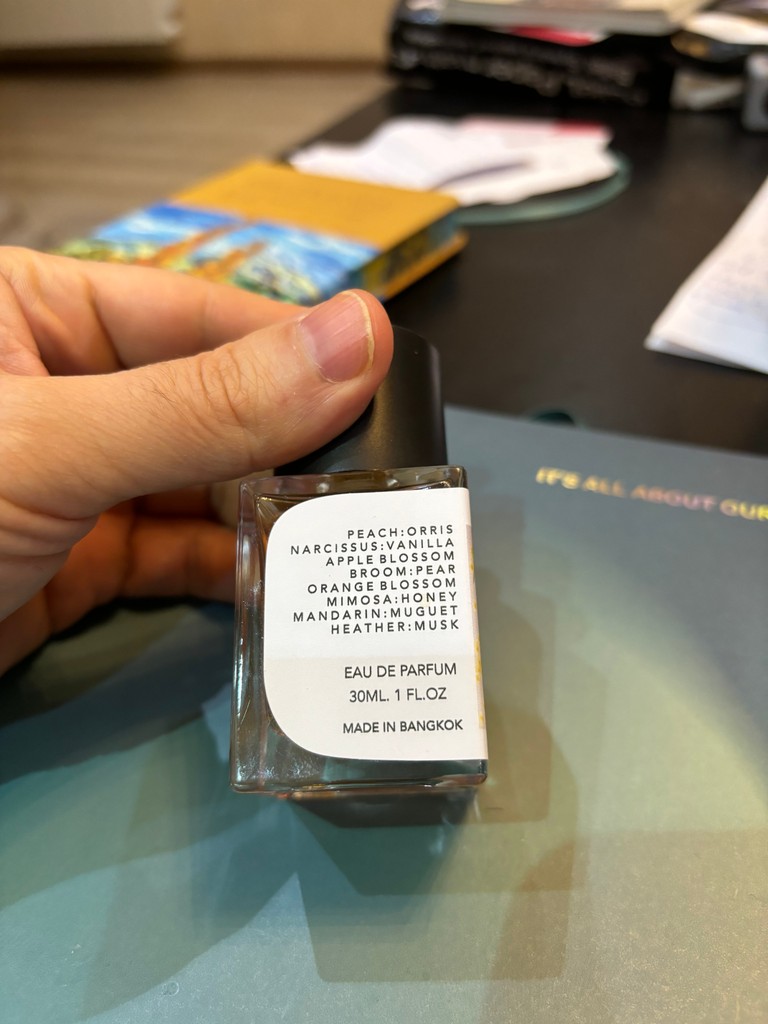 IT'S ALL ABOUT OUR
PEACH:ORRIS
NARCISSUS:VANILLA
APPLE BLOSSOM
BROOM:PEAR
ORANGE BLOSSOM
MIMOSA:HONEY
MANDARIN:MUGUET
HEATHER:MUSK
EAU DE PARFUM
30ML. 1 FL.OZ
MADE IN BANGKOK